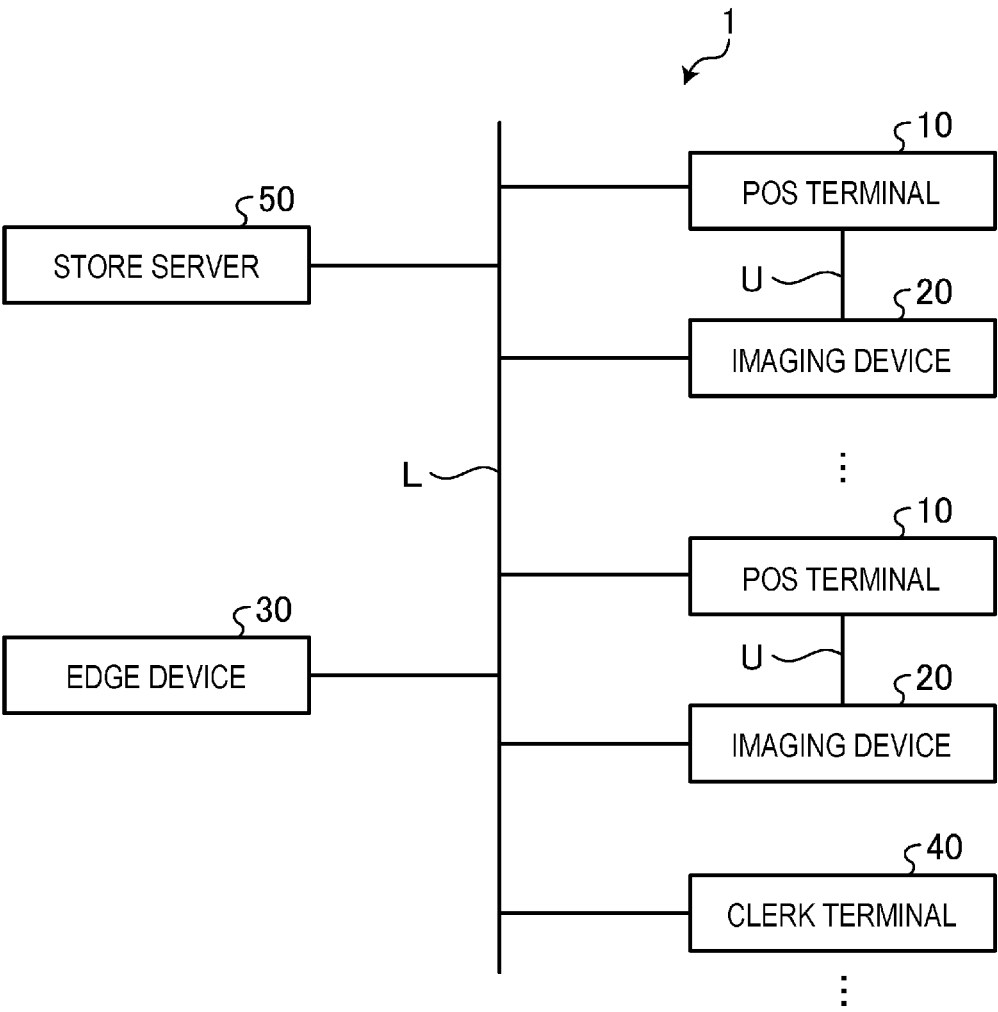 1
10
POS TERMINAL
50
STORE SERVER
U
20
IMAGING DEVICE
L
⋮
10
POS TERMINAL
30
EDGE DEVICE
U
20
IMAGING DEVICE
40
CLERK TERMINAL
⋮